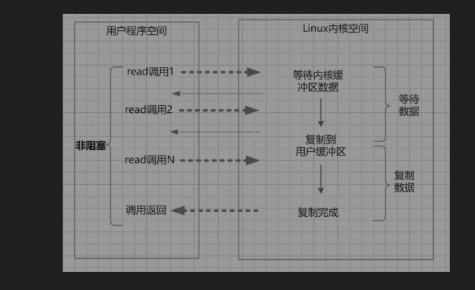 用户程序空间
Linux内核空间
read调用1
等待内核缓
冲区数据
等待
数据
read调用2
非阻塞
复制到
用户缓冲区
read调用N
复制
数据
调用返回
复制完成